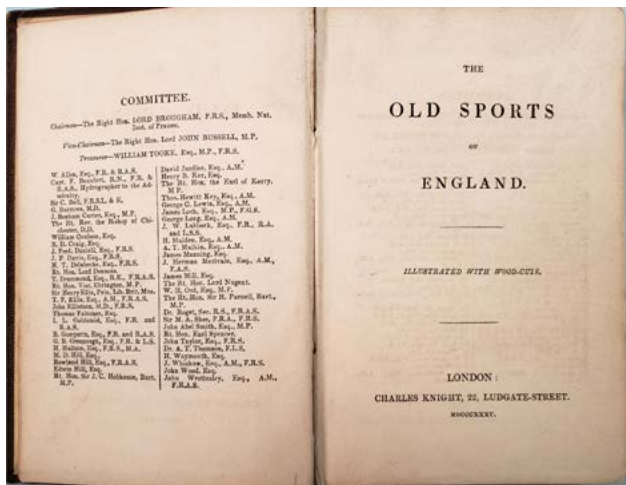 COMMITTEE.
Chairman—The Right Hon. LORD BROUGHAM, F.R.S., Memb. Nat.
Inst. of France.
Vice-Chairman—The Right Hon. Lord JOHN RUSSELL, M.P.
Treasurer—WILLIAM TOOKE, Esq., M.P., F.R.S.
W. Allen, Esq., F.R. & R.A.S.
Capt. F. Beaufort, R.N., F.R. &
R.A.S., Hydrographer to the Ad-
miralty.
Sir C. Bell, F.R.S.L. & E.
G. Burrows, M.D.
J. Bonham Carter, Esq., M.P.
The Rt. Rev. the Bishop of Chi-
chester, D.D.
William Coulson, Esq.
R. D. Craig, Esq.
J. Fred. Daniell, Esq., F.R.S.
J. F. Davis, Esq., F.R.S.
H. T. Delabeche, Esq., F.R.S.
Rt. Hon. Lord Denman.
T. Drummond, Esq., R.E., F.R.A.S.
Rt. Hon. Visc. Ebrington, M.P.
Sir Henry Ellis, Prin. Lib. Brit. Mus.
T. F. Ellis, Esq., A.M., F.R.A.S.
John Elliotson, M.D., F.R.S.
Thomas Falconer, Esq.
I. L. Goldsmid, Esq., F.R. and
R.A.S.
B. Gompertz, Esq., F.R. and R.A.S.
G. B. Greenough, Esq., F.R. & L.S.
H. Hallam, Esq., F.R.S., M.A.
M. D. Hill, Esq.
Rowland Hill, Esq., F.R.A.S.
Edwin Hill, Esq.
Rt. Hon. Sir J. C. Hobhouse, Bart.
M.P.
David Jardine, Esq., A.M.
Henry B. Ker, Esq.
The Rt. Hon. the Earl of Kerry,
M.P.
Thos. Hewitt Key, Esq., A.M.
George C. Lewis, Esq., A.M.
James Loch, Esq., M.P., F.G.S.
George Long, Esq., A.M.
J. W. Lubbock, Esq., F.R., R.A.
and L.S.S.
H. Malden, Esq., A.M.
A. T. Malkin, Esq., A.M.
James Manning, Esq.
J. Herman Merivale, Esq., A.M.,
F.A.S.
James Mill, Esq.
The Rt. Hon. Lord Nugent.
W. H. Ord, Esq., M.P.
The Rt. Hon. Sir H. Parnell, Bart.,
M.P.
Dr. Roget, Sec. R.S., F.R.A.S.
Sir M. A. Shee, P.R.A., F.R.S.
John Abel Smith, Esq., M.P.
Rt. Hon. Earl Spencer.
John Taylor, Esq., F.R.S.
Dr. A. T. Thomson, F.L.S.
H. Waymouth, Esq.
J. Whishaw, Esq., A.M., F.R.S.
John Wood, Esq.
John Wrottesley, Esq., A.M.,
F.R.A.S.
THE
OLD SPORTS
OF
ENGLAND.
ILLUSTRATED WITH WOOD-CUTS.
LONDON:
CHARLES KNIGHT, 22, LUDGATE-STREET.
MDCCCXXXV.